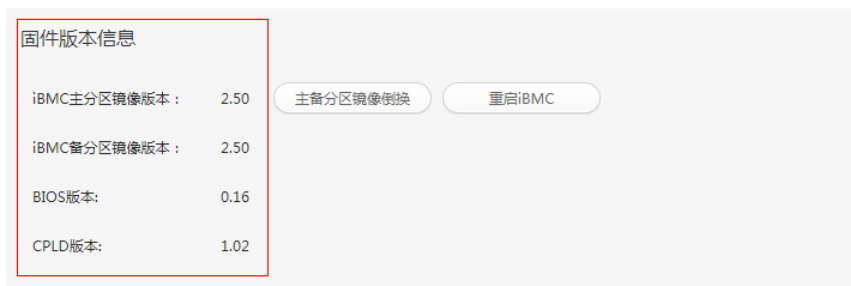 固件版本信息
iBMC主分区镜像版本： 2.50 主备分区镜像倒换 重启iBMC
iBMC备分区镜像版本： 2.50
BIOS版本: 0.16
CPLD版本: 1.02